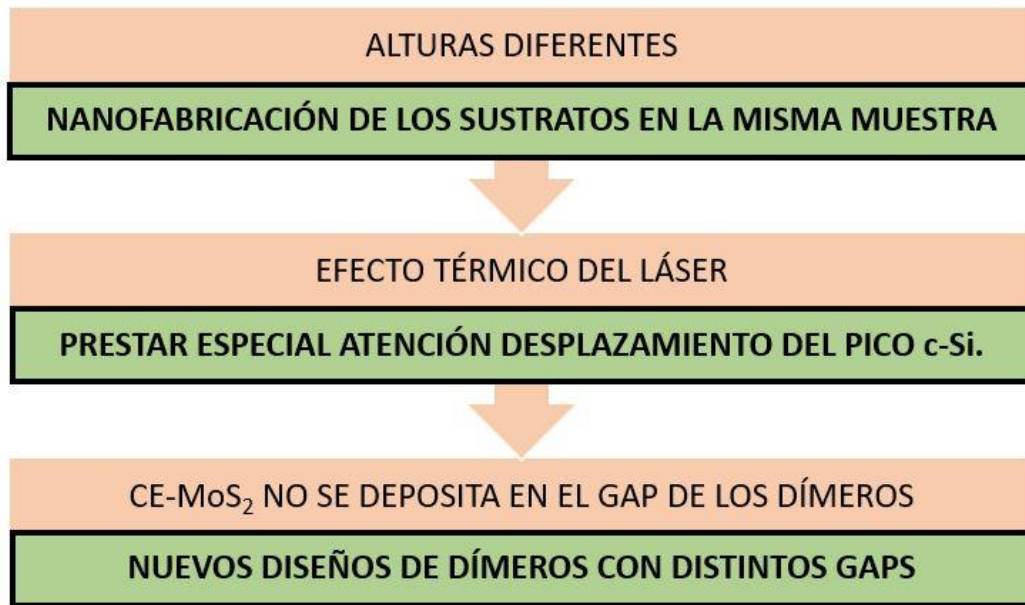 ALTURAS DIFERENTES
NANOFABRICACIÓN DE LOS SUSTRATOS EN LA MISMA MUESTRA
EFECTO TÉRMICO DEL LÁSER
PRESTAR ESPECIAL ATENCIÓN DESPLAZAMIENTO DEL PICO c-Si.
CE-MoS₂ NO SE DEPOSITA EN EL GAP DE LOS DÍMEROS
NUEVOS DISEÑOS DE DÍMEROS CON DISTINTOS GAPS